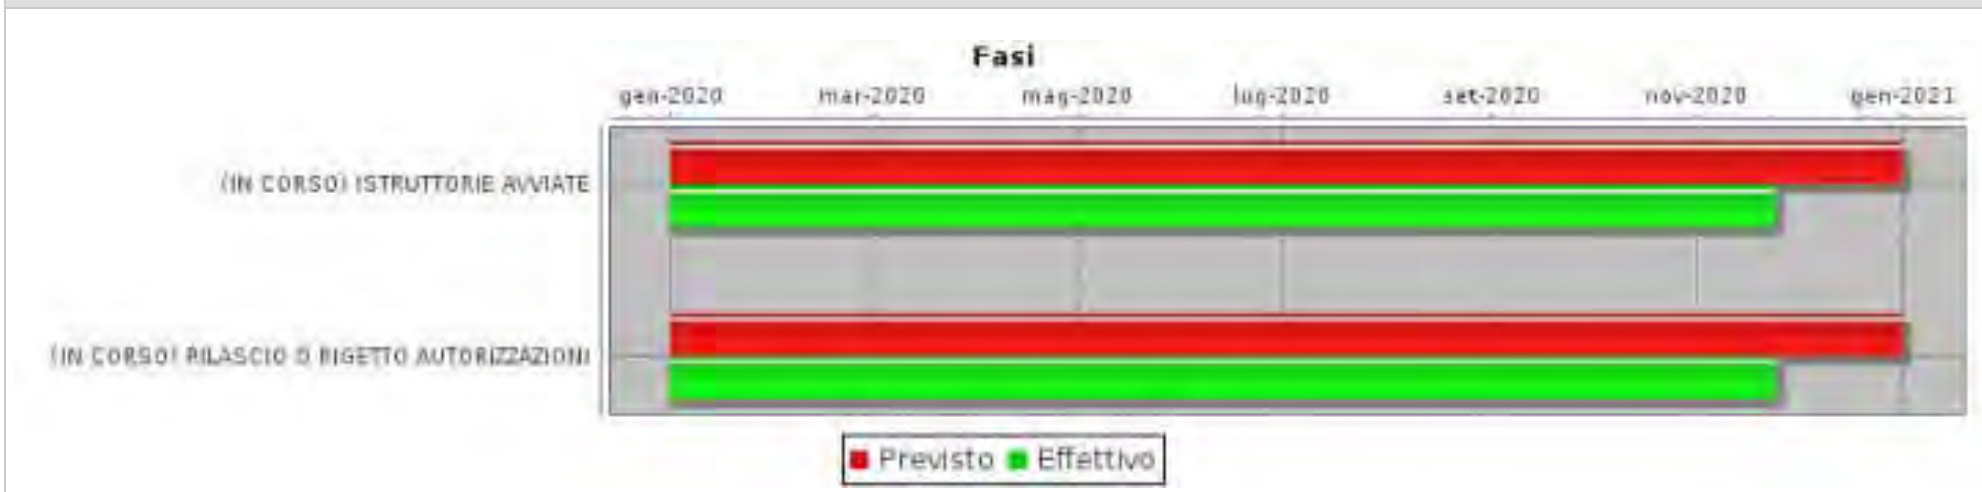 Fasi
gen-2020 mar-2020 mag-2020 lug-2020 set-2020 nov-2020 gen-2021
(IN CORSO) ISTRUTTORIE AVVIATE
(IN CORSO) RILASCIO O RIGETTO AUTORIZZAZIONI
Previsto Effettivo